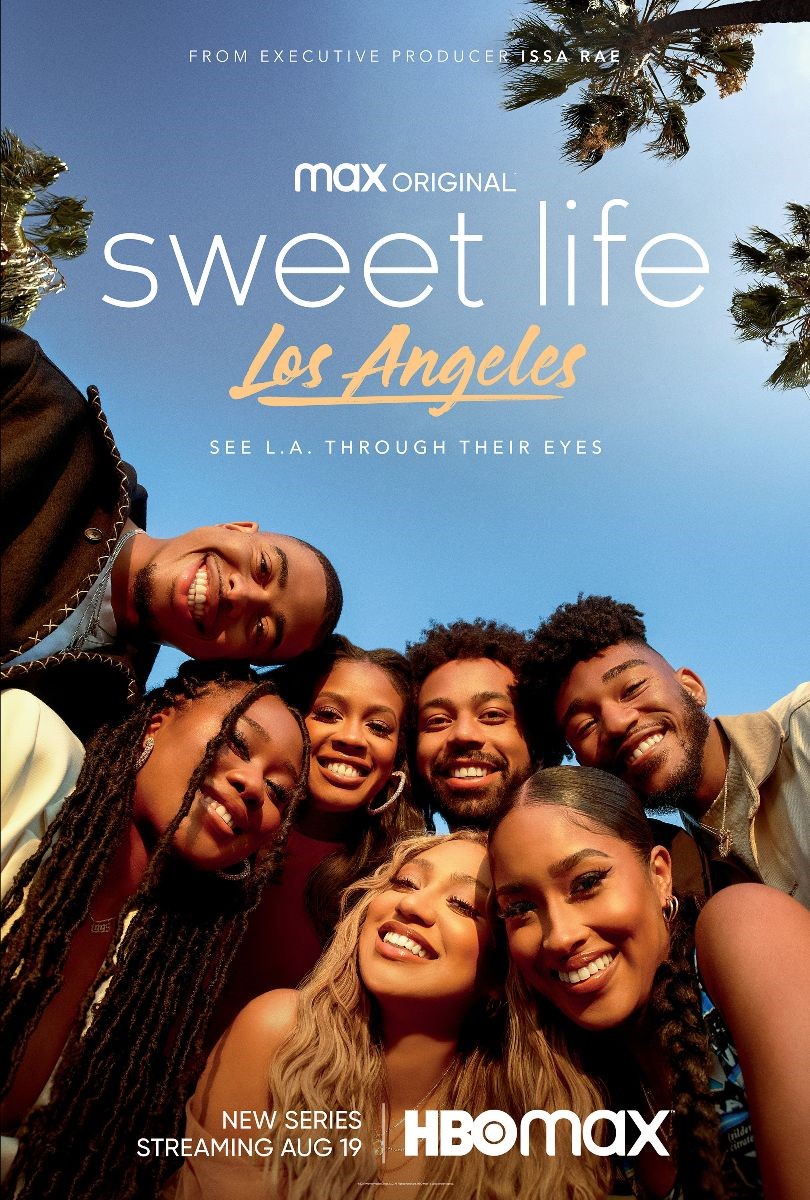 FROM EXECUTIVE PRODUCER ISSA RAE
max ORIGINAL
sweet life
Los Angeles
SEE L.A. THROUGH THEIR EYES
NEW SERIES
STREAMING AUG 19
HBOmax